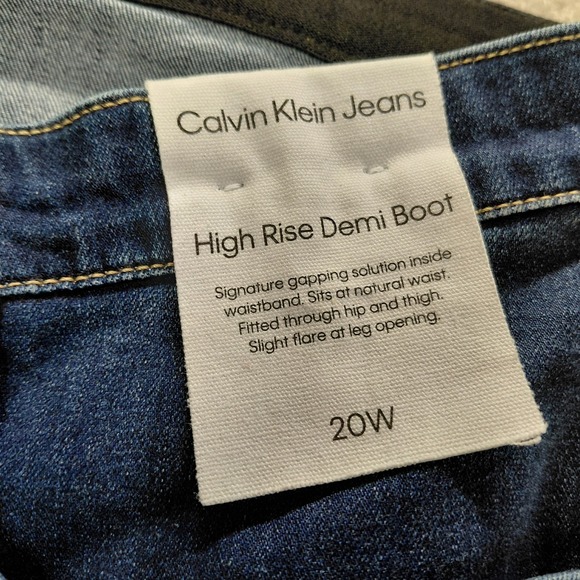 Calvin Klein Jeans
High Rise Demi Boot
Signature gapping solution inside
waistband. Sits at natural waist.
Fitted through hip and thigh.
Slight flare at leg opening.
20W